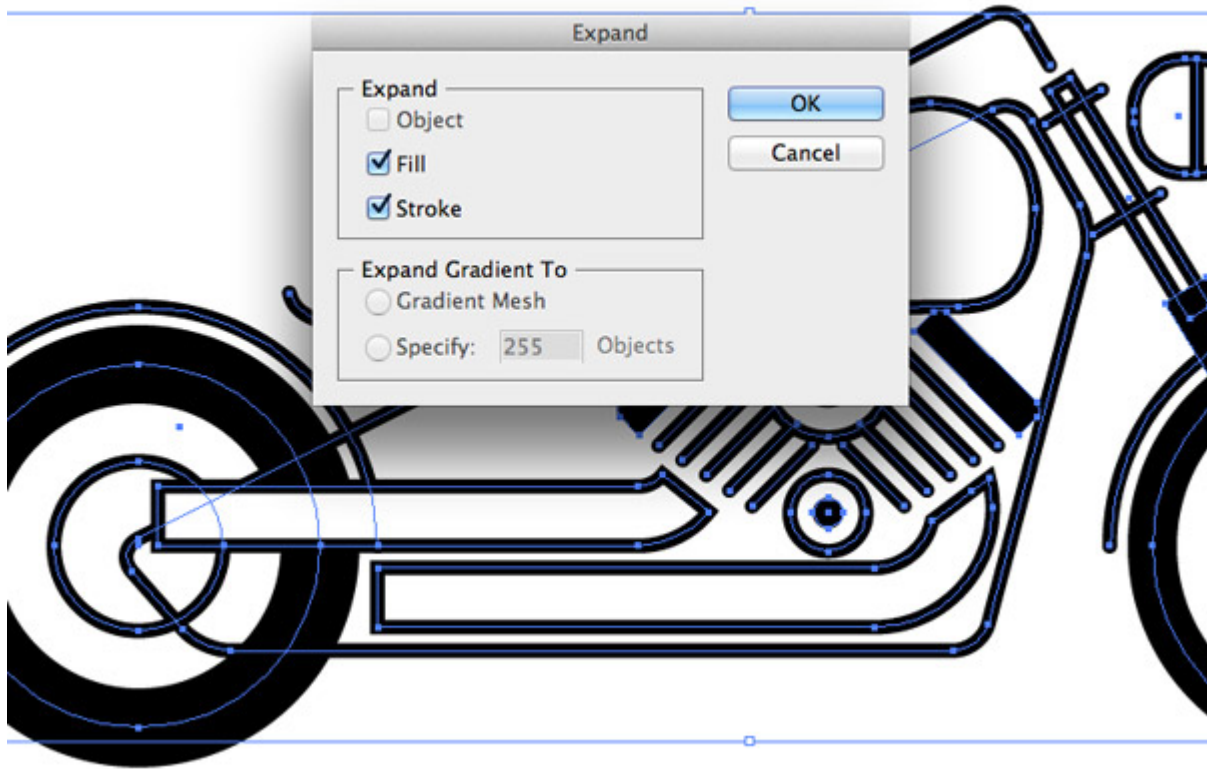 Expand
Expand
Object
Fill
Stroke
OK
Cancel
Expand Gradient To
Gradient Mesh
Specify: 255 Objects